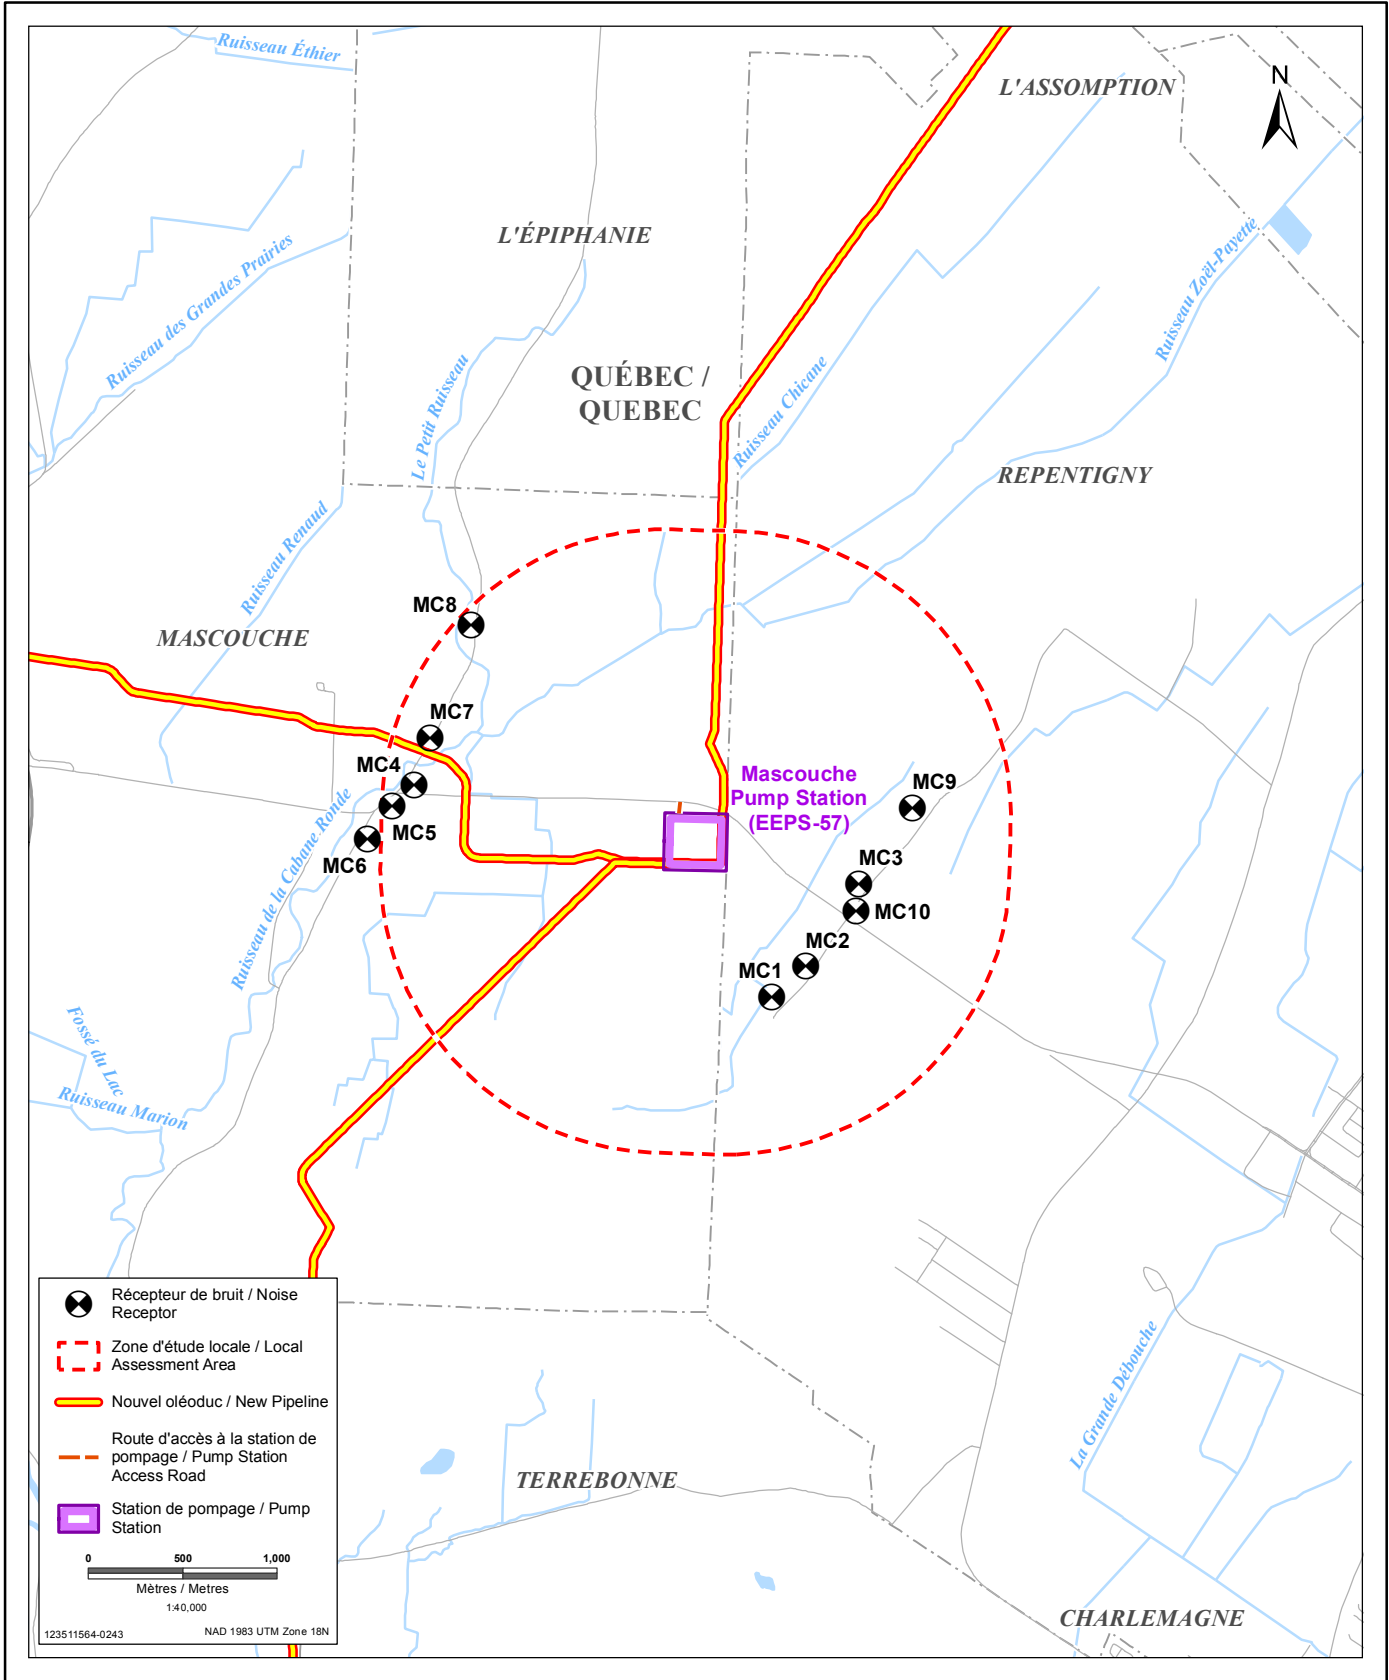 Ruisseau Éthier
L'ASSOMPTION
N
L'ÉPIPHANIE
Ruisseau des Grandes Prairies
Ruisseau Zoël-Payette
QUÉBEC /
QUEBEC
Le Petit Ruisseau
Ruisseau Chicane
REPENTIGNY
Ruisseau Renaud
MC8
MASCOUCHE
MC7
MC4
Mascouche
Pump Station
(EEPS-57)
MC9
MC5
MC6
MC3
MC10
Ruisseau de la Cabane Ronde
MC2
MC1
Fossé du Lac
Ruisseau Marion
La Grande Débouche
TERREBONNE
CHARLEMAGNE
Récepteur de bruit / Noise
Receptor
Zone d'étude locale / Local
Assessment Area
Nouvel oléoduc / New Pipeline
Route d'accès à la station de
pompage / Pump Station
Access Road
Station de pompage / Pump
Station
0 500 1,000
Mètres / Metres
1:40,000
123511564-0243 NAD 1983 UTM Zone 18N